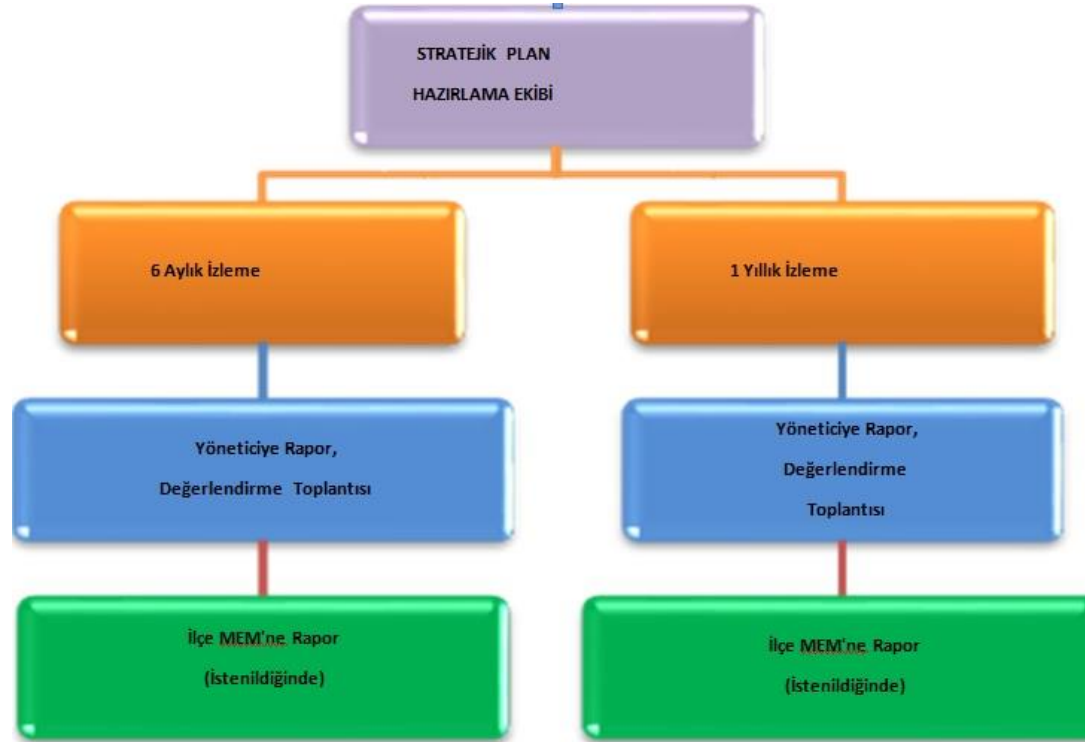 STRATEJİK PLAN
HAZIRLAMA EKİBİ
6 Aylık İzleme
1 Yıllık İzleme
Yöneticiye Rapor,
Değerlendirme Toplantısı
Yöneticiye Rapor,
Değerlendirme
Toplantısı
İlçe MEM'ne Rapor
(İstenildiğinde)
İlçe MEM'ne Rapor
(İstenildiğinde)